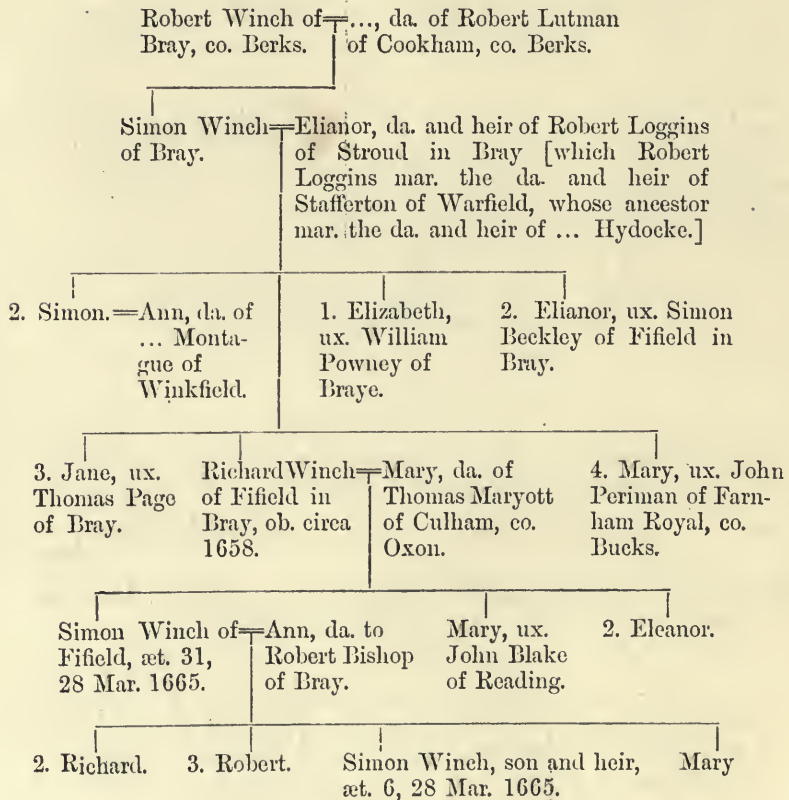 Robert Winch of=..., da. of Robert Lutman
Bray, co. Berks. of Cookham, co. Berks.
Simon Winch=Elianor, da. and heir of Robert Loggins
of Bray. of Stroud in Bray [which Robert
Loggins mar. the da. and heir of
Stafferton of Warfield, whose ancestor
mar. the da. and heir of ... Hydocke.]
2. Simon.=Ann, da. of
... Monta-
gue of
Winkfield.
1. Elizabeth,
ux. William
Powney of
Braye.
2. Elianor, ux. Simon
Beckley of Fifield in
Bray.
3. Jane, ux.
Thomas Page
of Bray.
Richard Winch=Mary, da. of
of Fifield in Thomas Maryott
Bray, ob. circa of Culham, co.
1658. Oxon.
4. Mary, ux. John
Periman of Farn-
ham Royal, co.
Bucks.
Simon Winch of=Ann, da. to
Fifield, æt. 31, Robert Bishop
28 Mar. 1665. of Bray.
Mary, ux.
John Blake
of Reading.
2. Eleanor.
2. Richard.
3. Robert.
Simon Winch, son and heir,
æt. 6, 28 Mar. 1665.
Mary